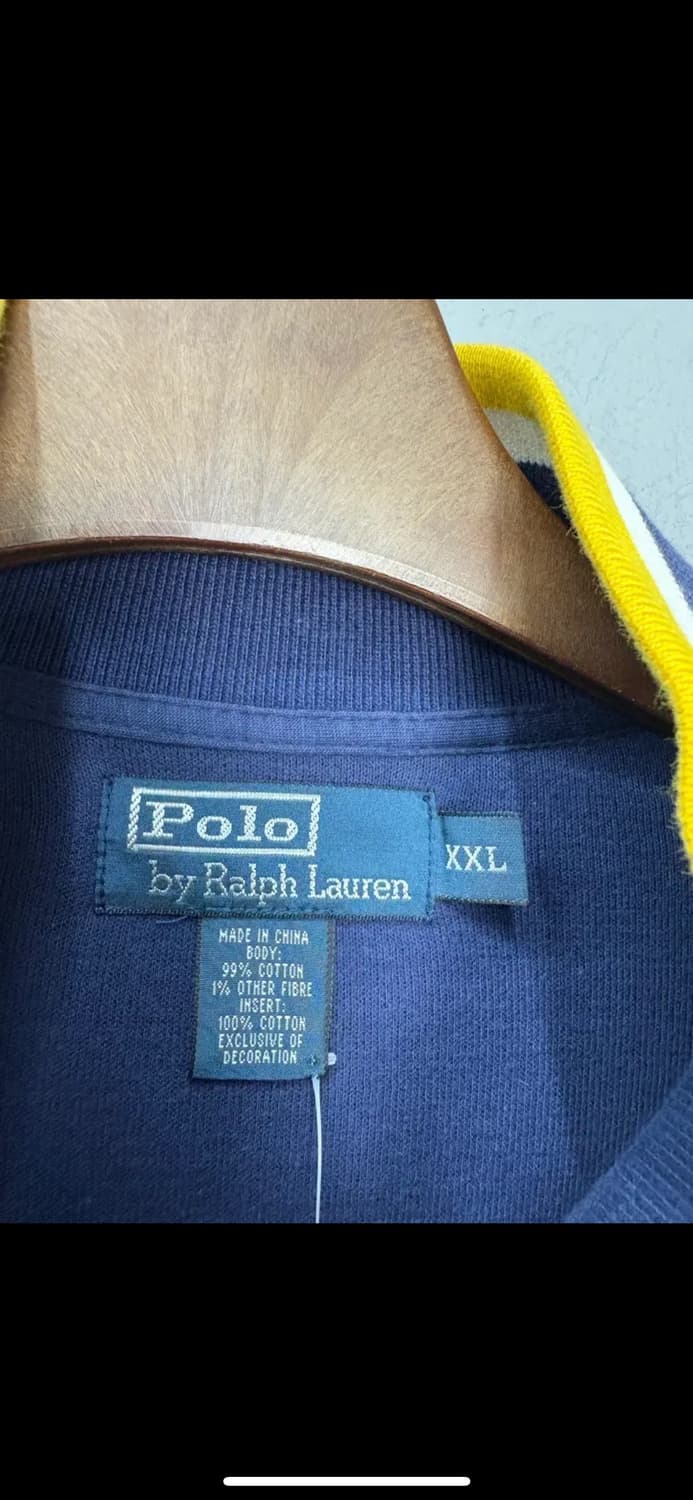 Polo
by Ralph Lauren
XXL
MADE IN CHINA
BODY:
99% COTTON
1% OTHER FIBRE
INSERT:
100% COTTON
EXCLUSIVE OF
DECORATION